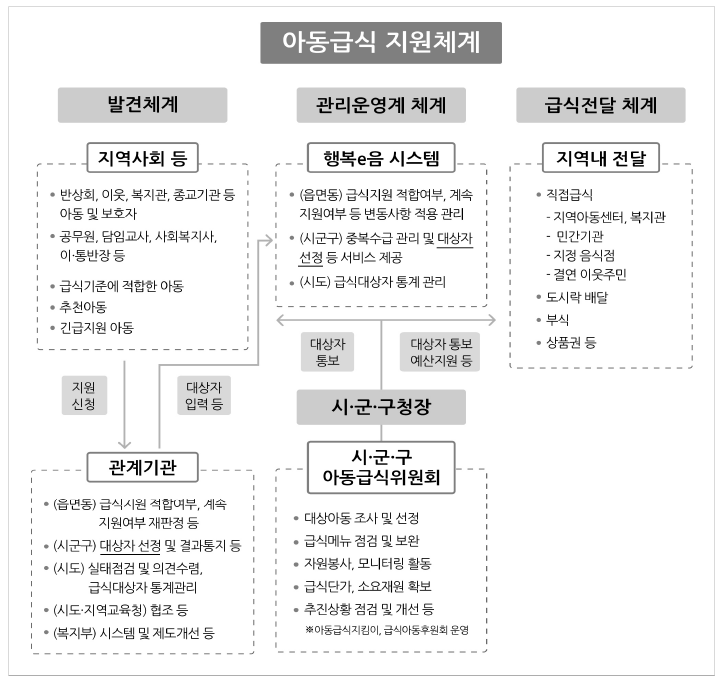 아동급식 지원체계
발견체계
지역사회 등
• 반상회, 이웃, 복지관, 종교기관 등
아동 및 보호자
• 공무원, 담임교사, 사회복지사,
이·통반장 등
• 급식기준에 적합한 아동
• 추천아동
• 긴급지원 아동
지원
신청
대상자
입력 등
관계기관
• (읍면동) 급식지원 적합여부, 계속
지원여부 재판정 등
• (시군구) 대상자 선정 및 결과통지 등
• (시도) 실태점검 및 의견수렴,
급식대상자 통계관리
• (시도·지역교육청) 협조 등
• (복지부) 시스템 및 제도개선 등
관리운영계 체계
행복e음 시스템
• (읍면동) 급식지원 적합여부, 계속
지원여부 등 변동사항 적용 관리
• (시군구) 중복수급 관리 및 대상자
선정 등 서비스 제공
• (시도) 급식대상자 통계 관리
대상자
통보
대상자 통보
예산지원 등
시·군·구청장
시·군·구
아동급식위원회
• 대상아동 조사 및 선정
• 급식메뉴 점검 및 보완
• 자원봉사, 모니터링 활동
• 급식단가, 소요재원 확보
• 추진상황 점검 및 개선 등
※아동급식지킴이, 급식아동후원회 운영
급식전달 체계
지역내 전달
• 직접급식
- 지역아동센터, 복지관
- 민간기관
- 지정 음식점
- 결연 이웃주민
• 도시락 배달
• 부식
• 상품권 등